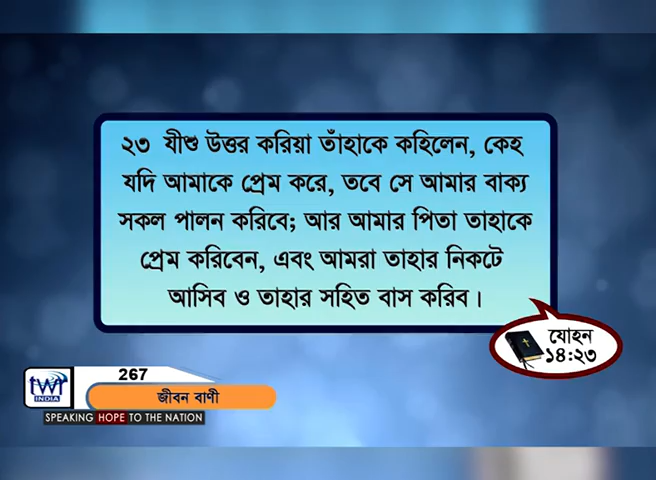 ২৩ যীশু উত্তর করিয়া তাঁহাকে কহিলেন, কেহ
যদি আমাকে প্রেম করে, তবে সে আমার বাক্য
সকল পালন করিবে; আর আমার পিতা তাহাকে
প্রেম করিবেন, এবং আমরা তাহার নিকটে
আসিব ও তাহার সহিত বাস করিব।
যোহন
১৪:২৩
267
twr
INDIA
জীবন বাণী
SPEAKING HOPE TO THE NATION